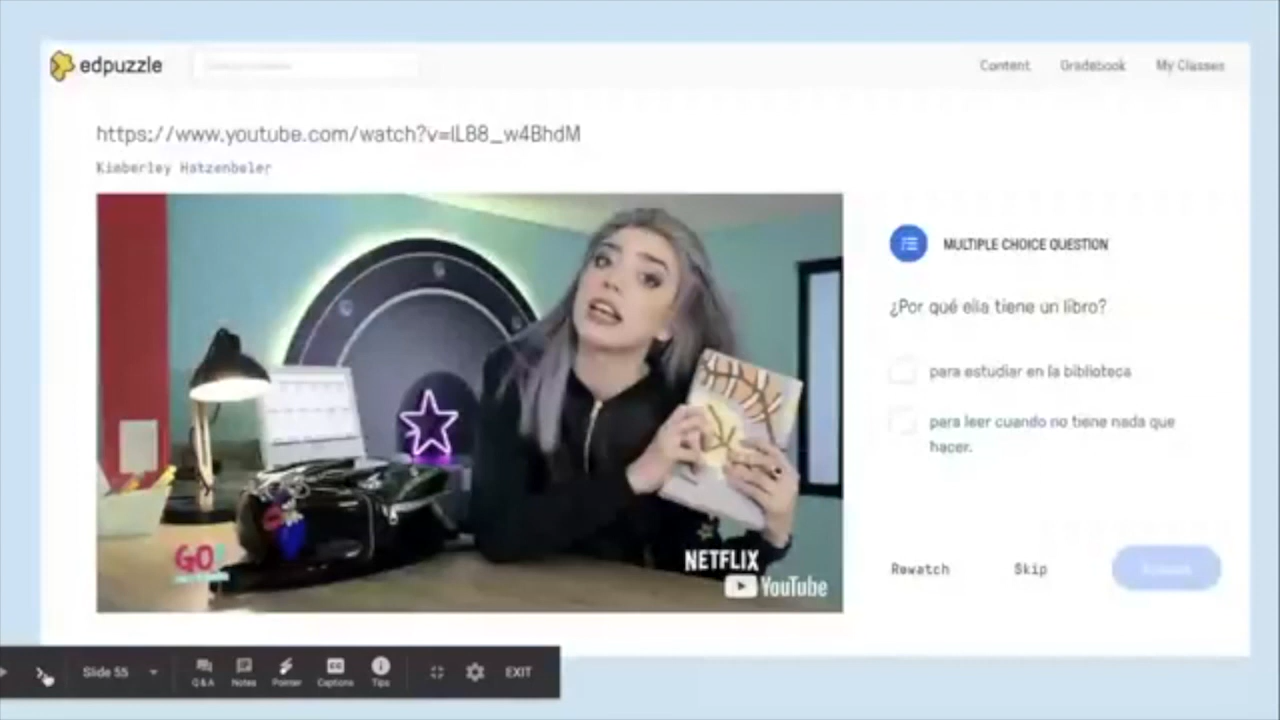 edpuzzle
Content Gradebook My Classes
https://www.youtube.com/watch?v=lL88_w4BhdM
Kimberley Hatzenbeler
MULTIPLE CHOICE QUESTION
¿Por qué ella tiene un libro?
para estudiar en la biblioteca
para leer cuando no tiene nada que
hacer.
GO!
NETFLIX
YouTube
Rewatch Skip
Slide 55
Q&A Notes Pointer Captions Tips EXIT